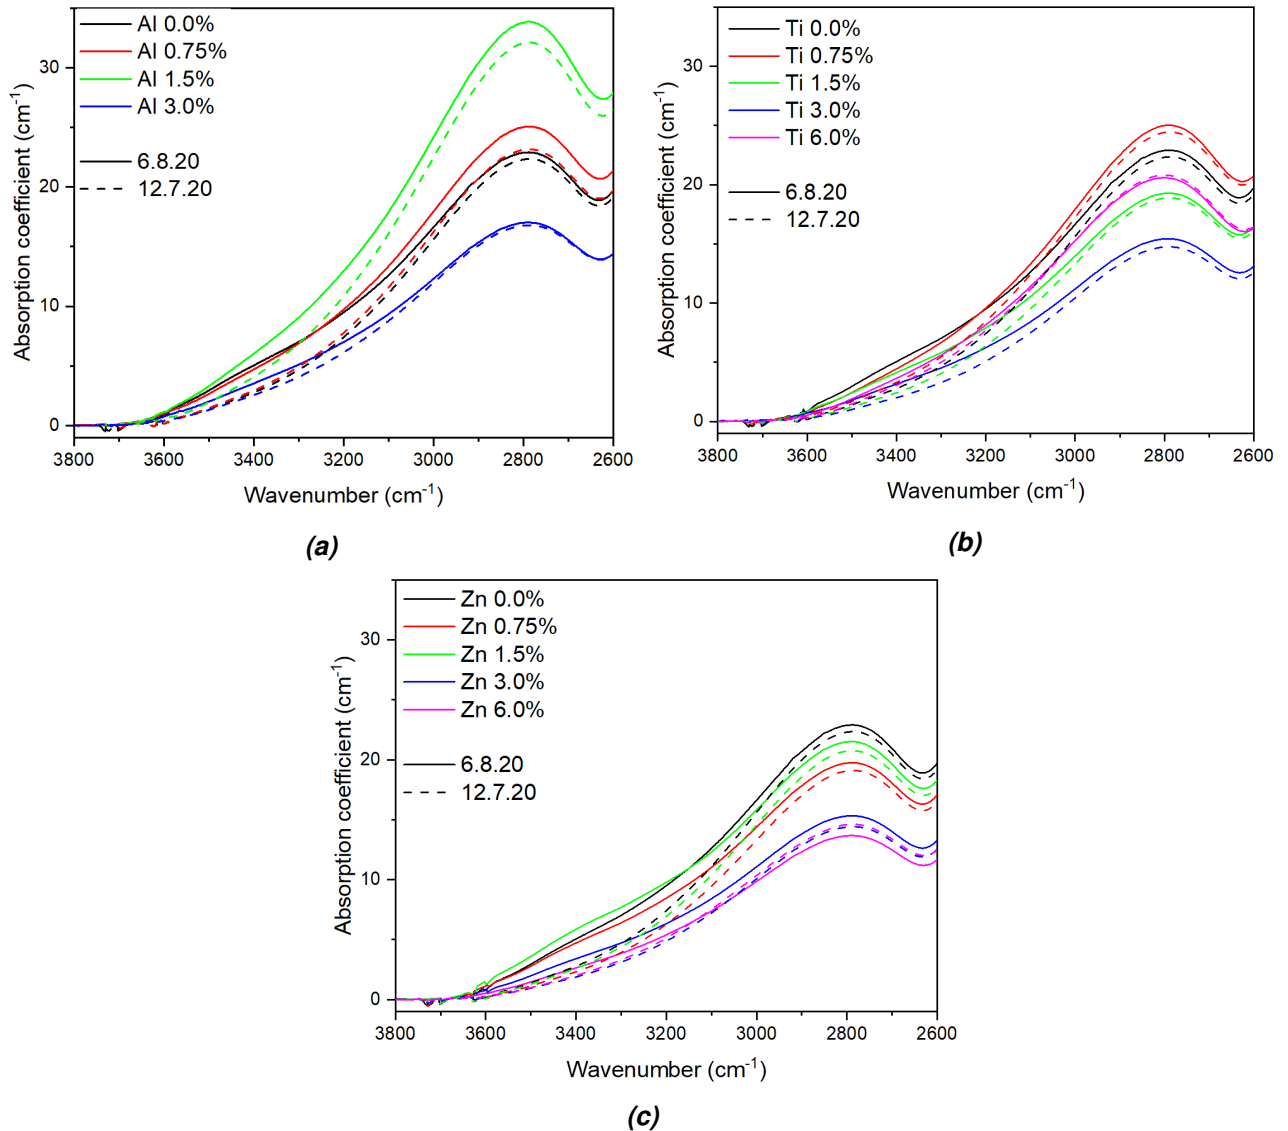 Al 0.0%
Al 0.75%
Al 1.5%
Al 3.0%
6.8.20
12.7.20
30
20
10
0
Absorption coefficient (cm-1)
3800 3600 3400 3200 3000 2800 2600
Wavenumber (cm-1)
(a)
Ti 0.0%
Ti 0.75%
Ti 1.5%
Ti 3.0%
Ti 6.0%
6.8.20
12.7.20
30
20
10
0
Absorption coefficient (cm-1)
3800 3600 3400 3200 3000 2800 2600
Wavenumber (cm-1)
(b)
Zn 0.0%
Zn 0.75%
Zn 1.5%
Zn 3.0%
Zn 6.0%
6.8.20
12.7.20
30
20
10
0
Absorption coefficient (cm-1)
3800 3600 3400 3200 3000 2800 2600
Wavenumber (cm-1)
(c)